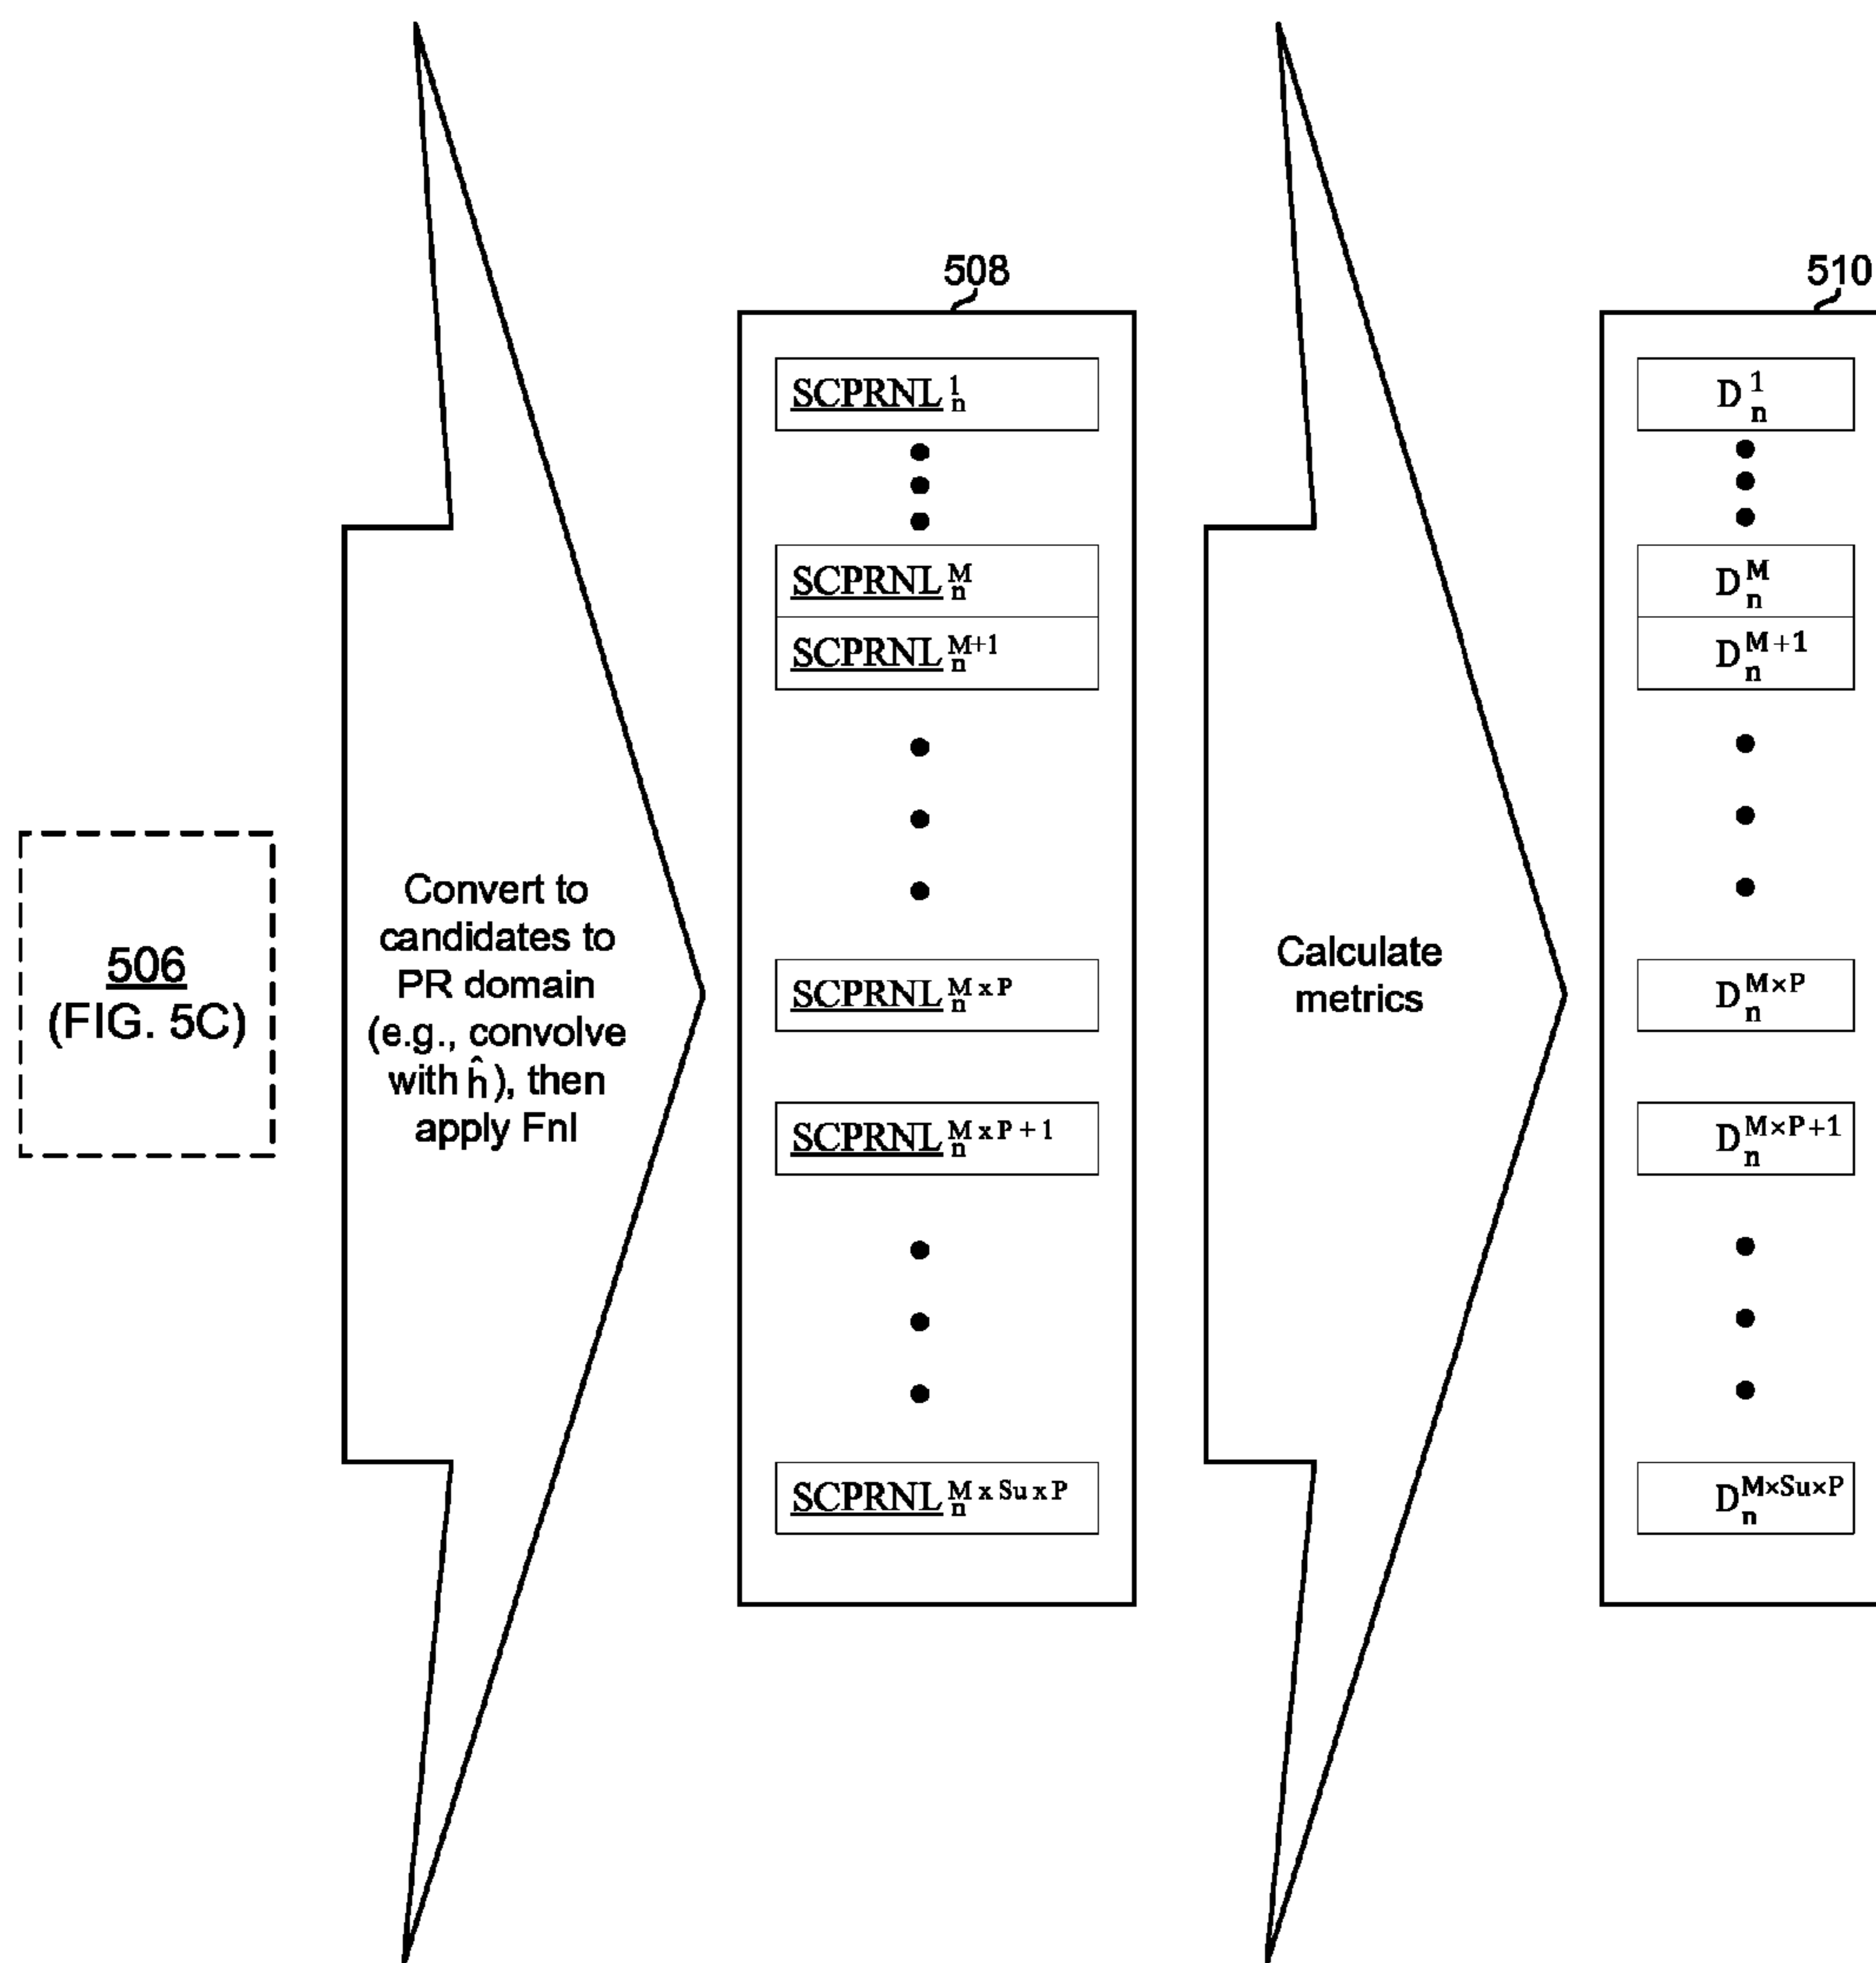 506
(FIG. 5C)
Convert to
candidates to
PR domain
(e.g., convolve
with ĥ), then
apply Fnl
508
SCPRNL n 1
SCPRNL n M
SCPRNL n M+1
SCPRNL n M x P
SCPRNL n M x P + 1
SCPRNL n M x Su x P
Calculate
metrics
510
D n 1
D n M
D n M+1
D n M×P
D n M×P+1
D n M×Su×P